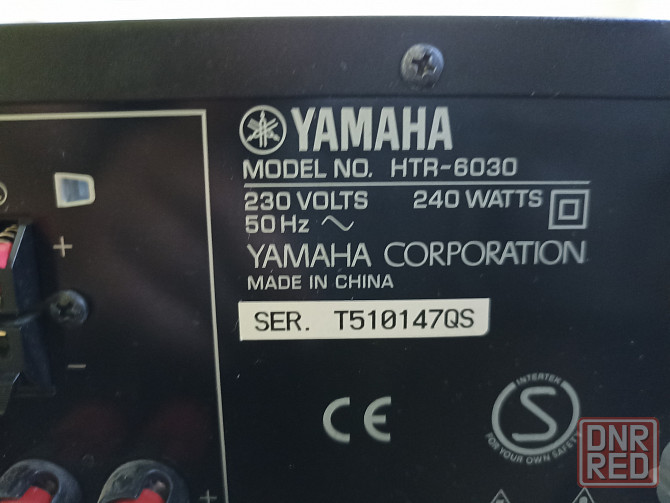 YAMAHA
MODEL NO. HTR-6030
230 VOLTS 240 WATTS
50 Hz
YAMAHA CORPORATION
MADE IN CHINA
SER. T510147QS
+
−
CE
INTERTEK
S
FOR YOUR OWN SAFETY
DNR
RED
+